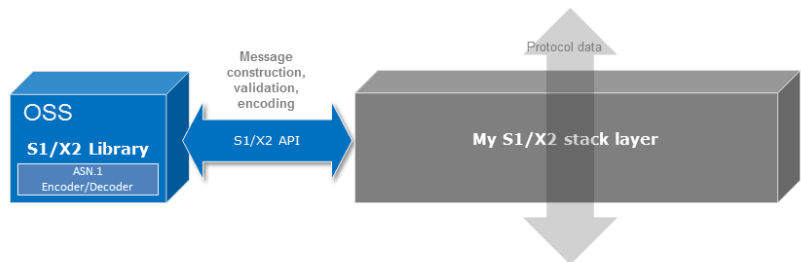 Protocol data
Message
construction,
validation,
encoding
OSS
S1/X2 Library
ASN.1
Encoder/Decoder
S1/X2 API
My S1/X2 stack layer